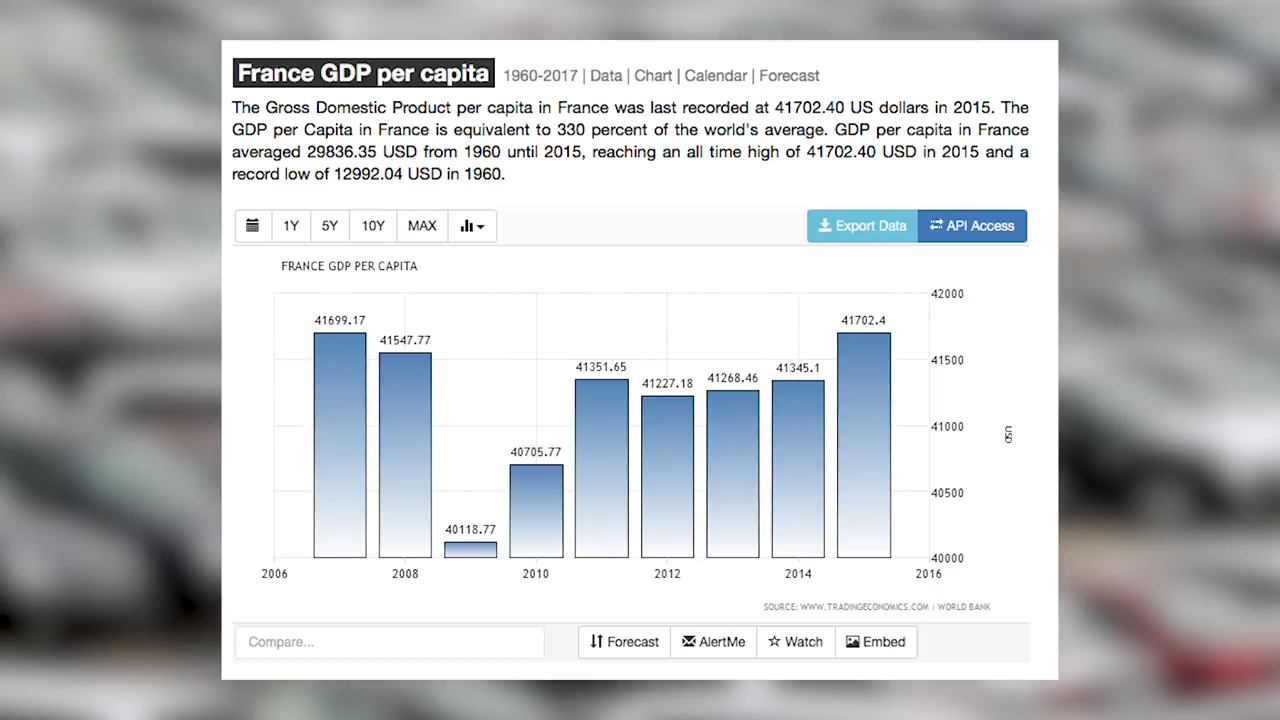 France GDP per capita 1960-2017 | Data | Chart | Calendar | Forecast
The Gross Domestic Product per capita in France was last recorded at 41702.40 US dollars in 2015. The
GDP per Capita in France is equivalent to 330 percent of the world's average. GDP per capita in France
averaged 29836.35 USD from 1960 until 2015, reaching an all time high of 41702.40 USD in 2015 and a
record low of 12992.04 USD in 1960.
1Y 5Y 10Y MAX Export Data API Access
FRANCE GDP PER CAPITA
42000
41699.17 41702.4
41547.77
41500
41351.65 41345.1
41227.18 41268.46
41000
USD
40705.77
40500
40118.77
40000
2006 2008 2010 2012 2014 2016
SOURCE: WWW.TRADINGECONOMICS.COM | WORLD BANK
Compare... Forecast AlertMe Watch Embed